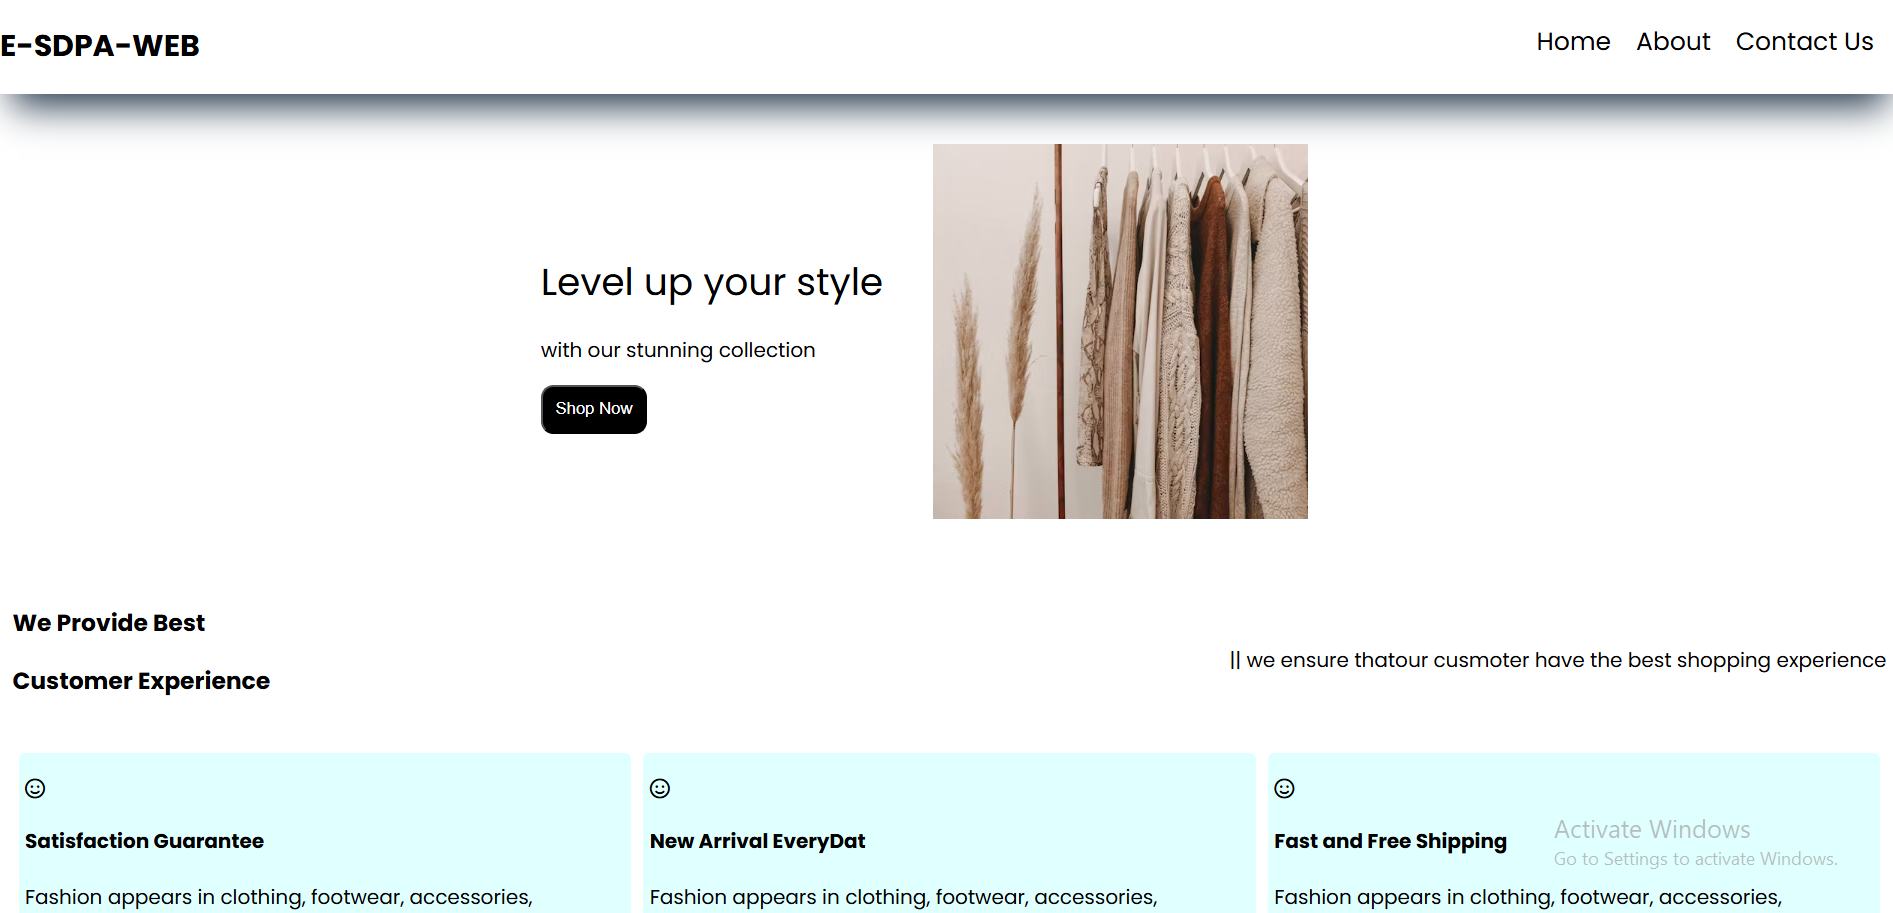 E-SDPA-WEB
Home About Contact Us
Level up your style
with our stunning collection
Shop Now
We Provide Best
Customer Experience
|| we ensure thatour cusmoter have the best shopping experience
Satisfaction Guarantee
Fashion appears in clothing, footwear, accessories,
New Arrival EveryDat
Fashion appears in clothing, footwear, accessories,
Fast and Free Shipping
Fashion appears in clothing, footwear, accessories,
Activate Windows
Go to Settings to activate Windows.